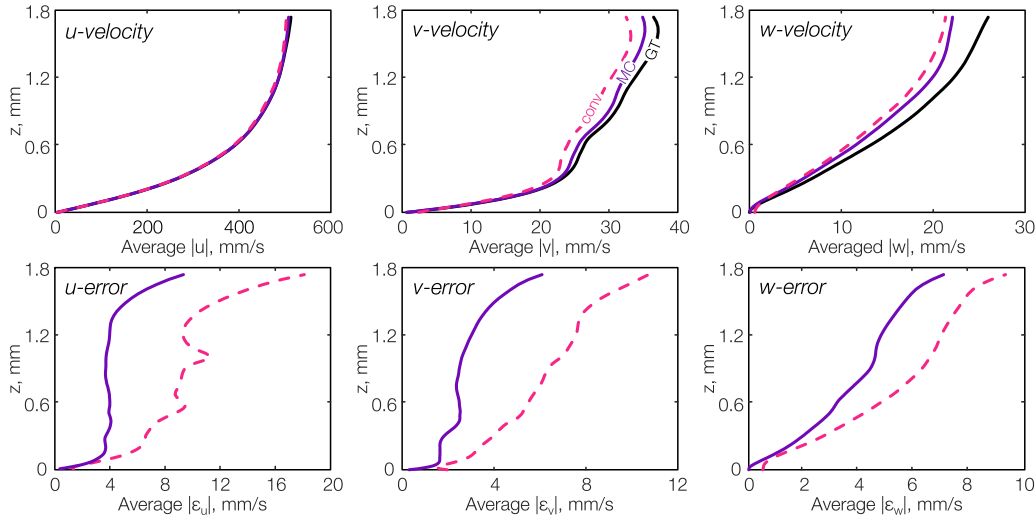 1.8
u-velocity
1.2
z, mm
0.6
0
0 200 400 600
Average |u|, mm/s
1.8
v-velocity
GT
MC
conv
1.2
z, mm
0.6
0
0 10 20 30 40
Average |v|, mm/s
1.8
w-velocity
1.2
z, mm
0.6
0
0 10 20 30
Averaged |w|, mm/s
1.8
u-error
1.2
z, mm
0.6
0
0 4 8 12 16 20
Average |εᵤ|, mm/s
1.8
v-error
1.2
z, mm
0.6
0
0 4 8 12
Average |εᵥ|, mm/s
1.8
w-error
1.2
z, mm
0.6
0
0 2 4 6 8 10
Average |ε_w|, mm/s